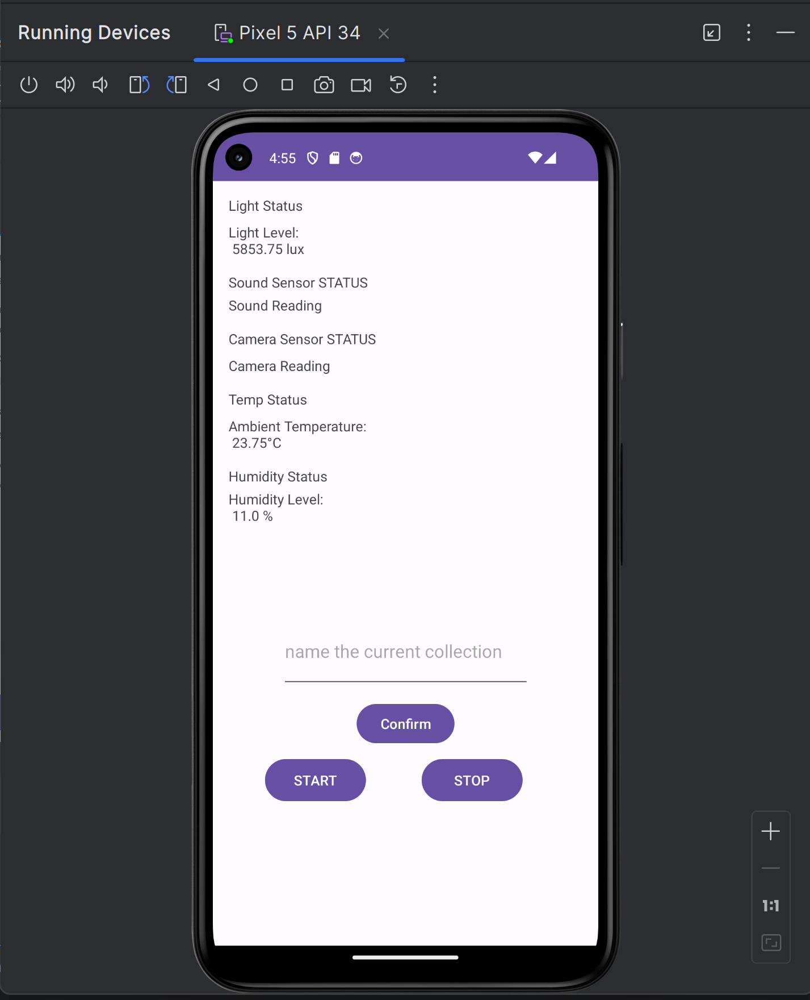 Running Devices
Pixel 5 API 34
4:55
Light Status
Light Level:
5853.75 lux
Sound Sensor STATUS
Sound Reading
Camera Sensor STATUS
Camera Reading
Temp Status
Ambient Temperature:
23.75°C
Humidity Status
Humidity Level:
11.0 %
name the current collection
Confirm
START
STOP
1:1